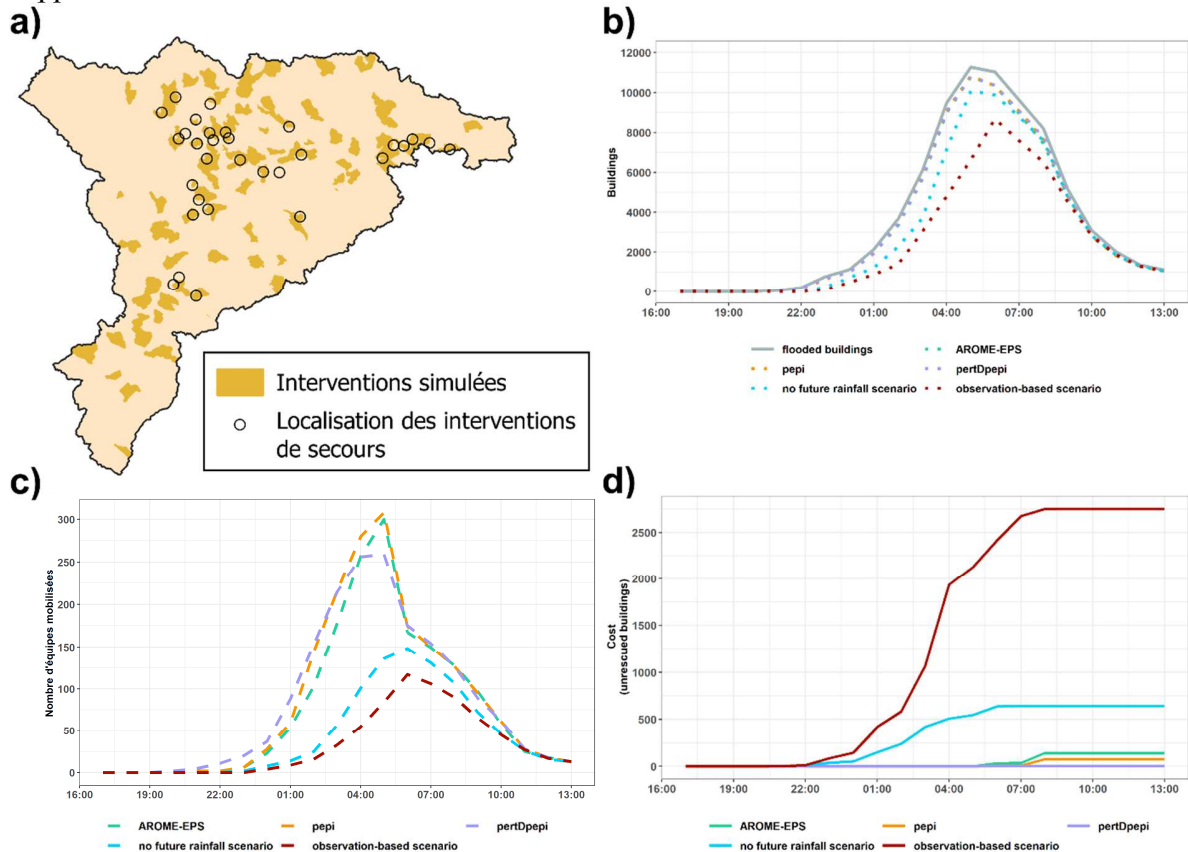 a)
b)
Interventions simulées
Localisation des interventions
de secours
12000
10000
8000
6000
4000
2000
0
Buildings
16:00 19:00 22:00 01:00 04:00 07:00 10:00 13:00
flooded buildings AROME-EPS
pepi pertDpepi
no future rainfall scenario observation-based scenario
c)
d)
300
250
200
150
100
50
0
Nombre d'équipes mobilisées
16:00 19:00 22:00 01:00 04:00 07:00 10:00 13:00
AROME-EPS pepi pertDpepi
no future rainfall scenario observation-based scenario
2500
2000
1500
1000
500
0
Cost
(unrescued buildings)
16:00 19:00 22:00 01:00 04:00 07:00 10:00 13:00
AROME-EPS pepi pertDpepi
no future rainfall scenario observation-based scenario